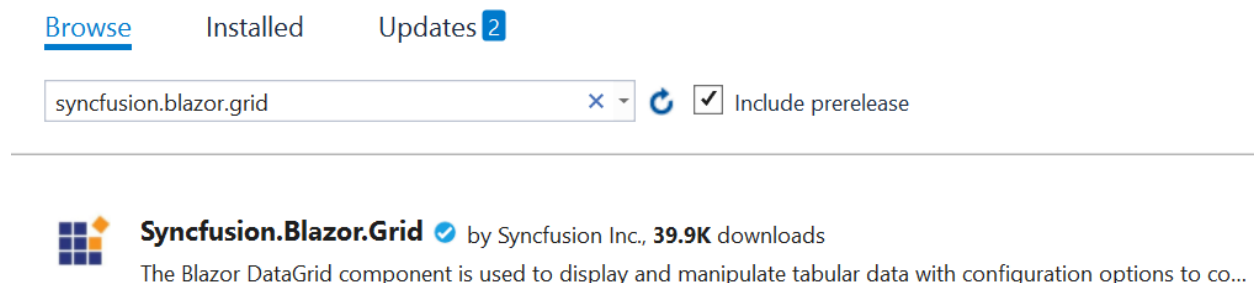 Browse Installed Updates 2
syncfusion.blazor.grid Include prerelease
Syncfusion.Blazor.Grid by Syncfusion Inc., 39.9K downloads
The Blazor DataGrid component is used to display and manipulate tabular data with configuration options to co...